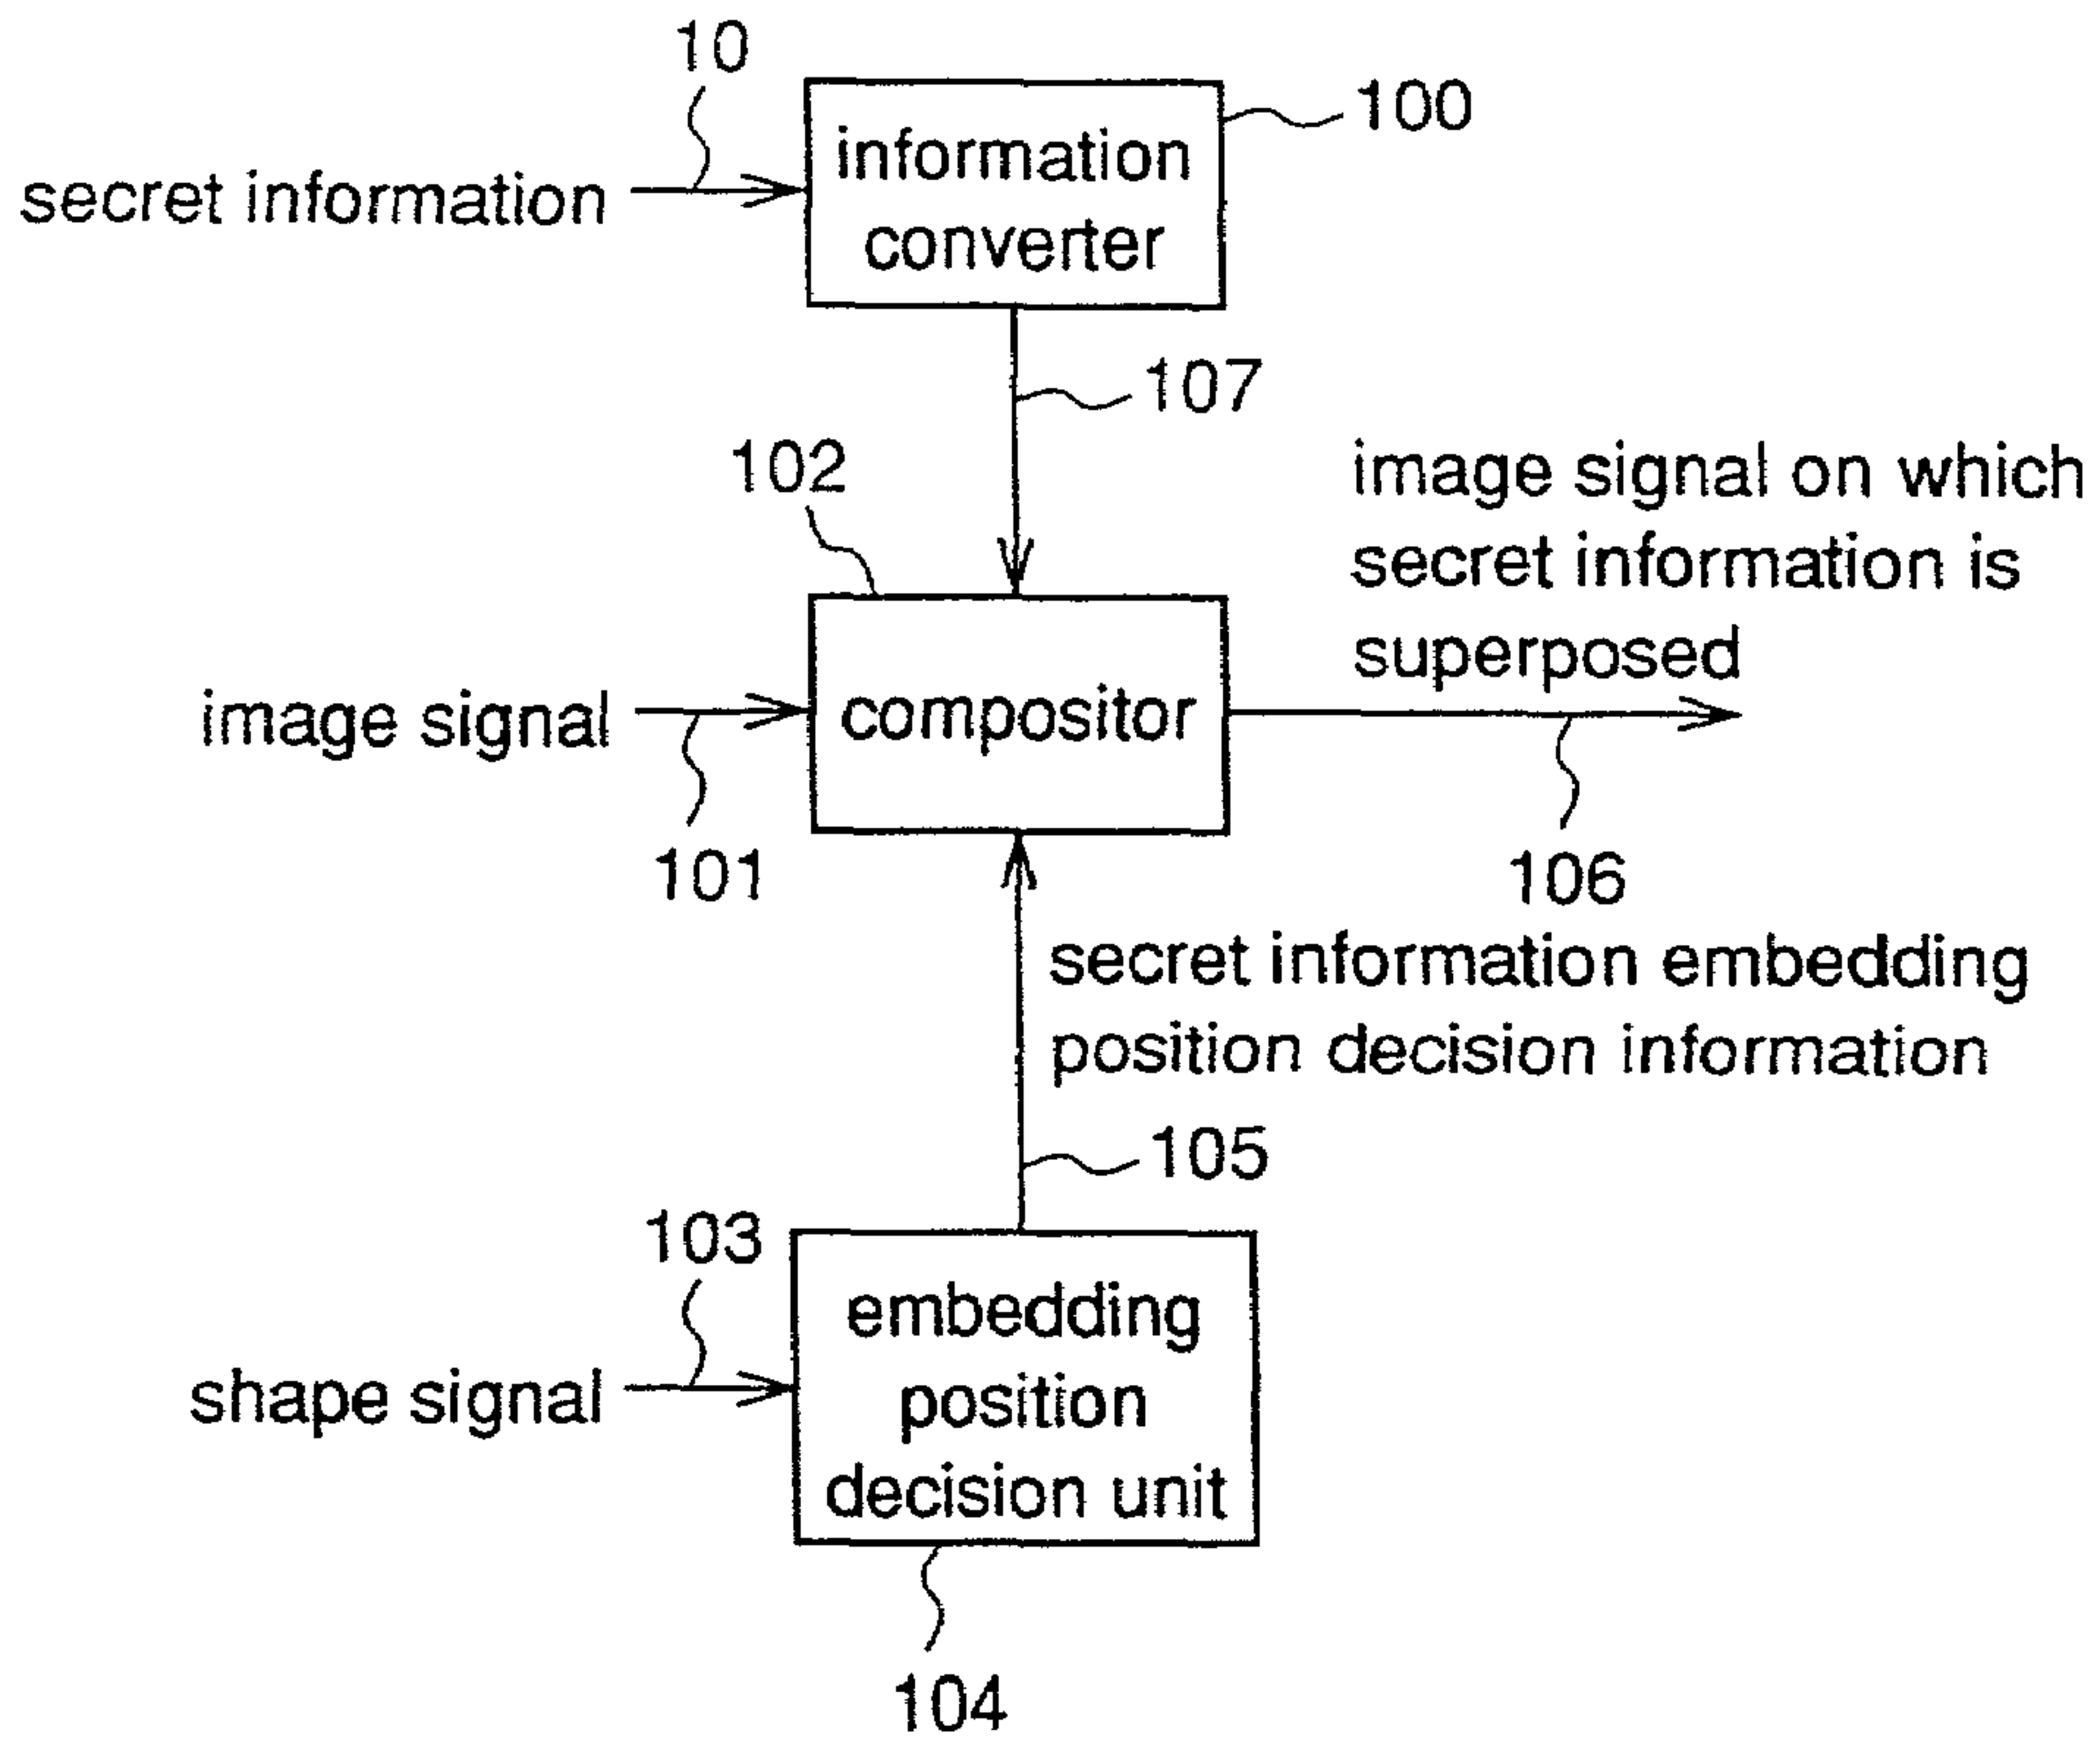 10
100
secret information
information
converter
107
102
image signal on which
secret information is
superposed
image signal
compositor
101
106
secret information embedding
position decision information
105
103
shape signal
embedding
position
decision unit
104